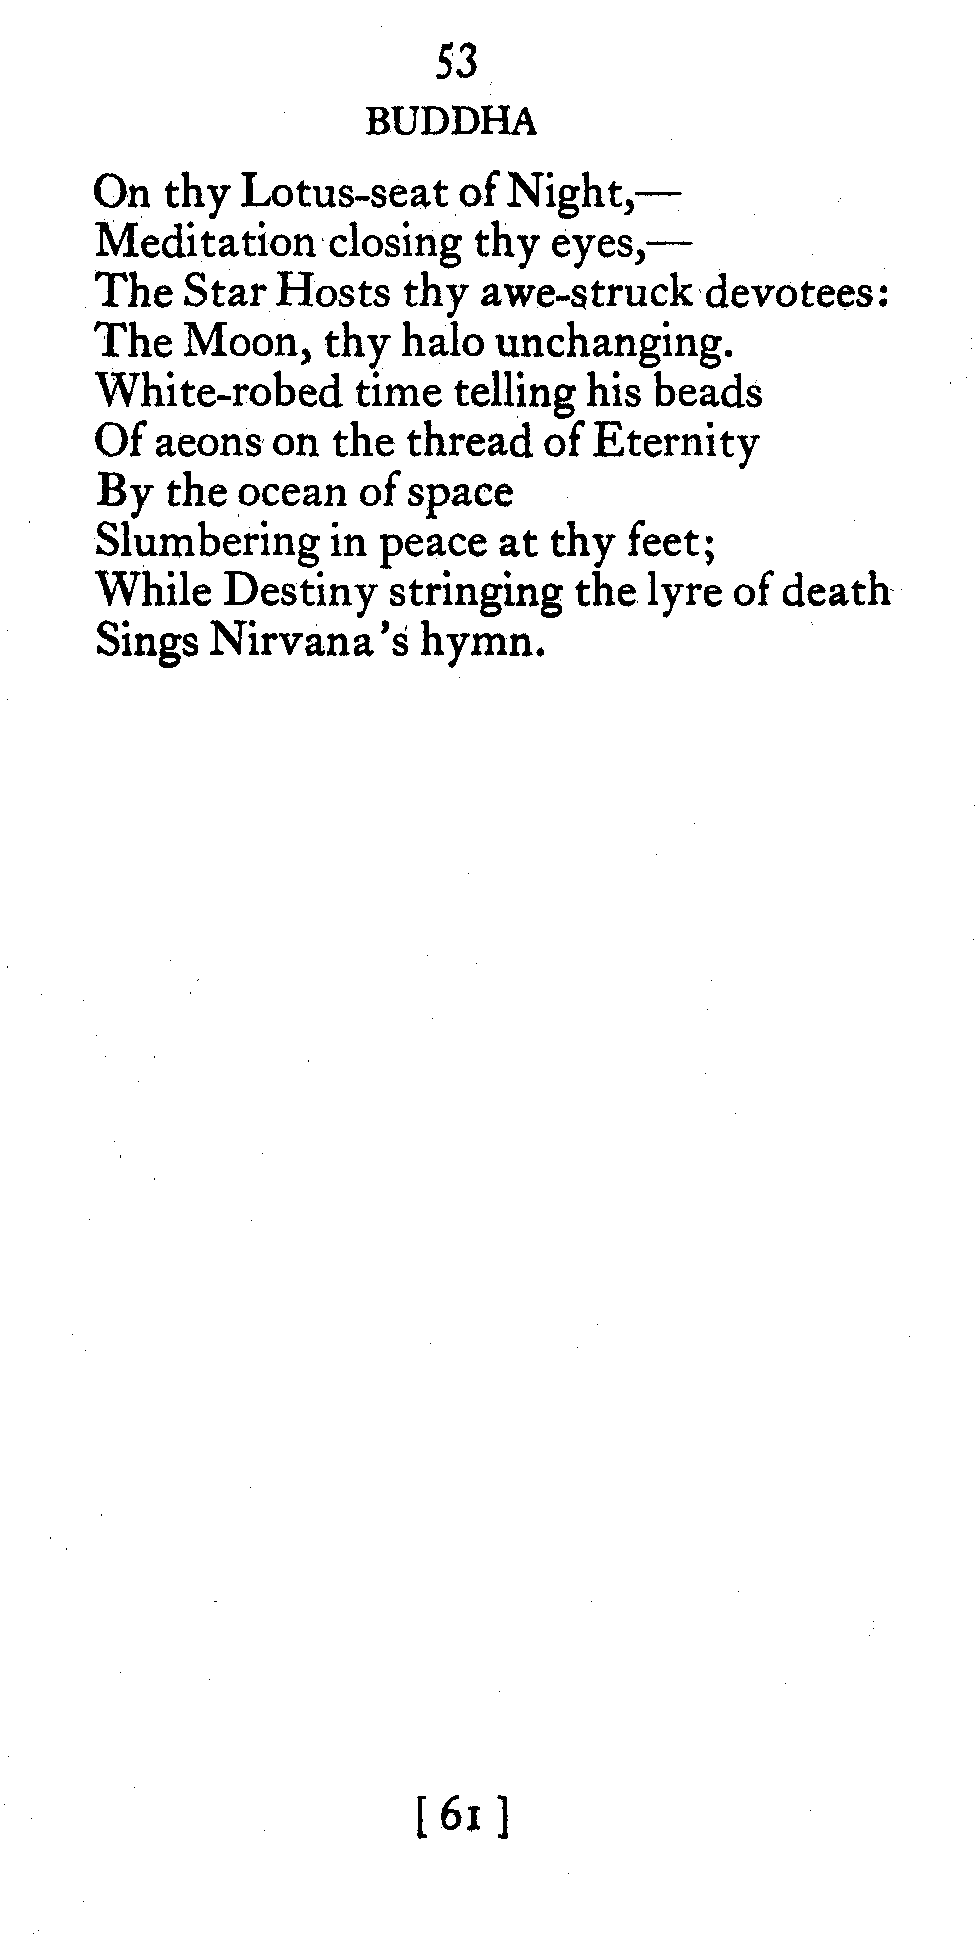 53
BUDDHA
On thy Lotus-seat of Night,—
Meditation closing thy eyes,—
The Star Hosts thy awe-struck devotees:
The Moon, thy halo unchanging.
White-robed time telling his beads
Of aeons on the thread of Eternity
By the ocean of space
Slumbering in peace at thy feet;
While Destiny stringing the lyre of death
Sings Nirvana's hymn.
[ 61 ]